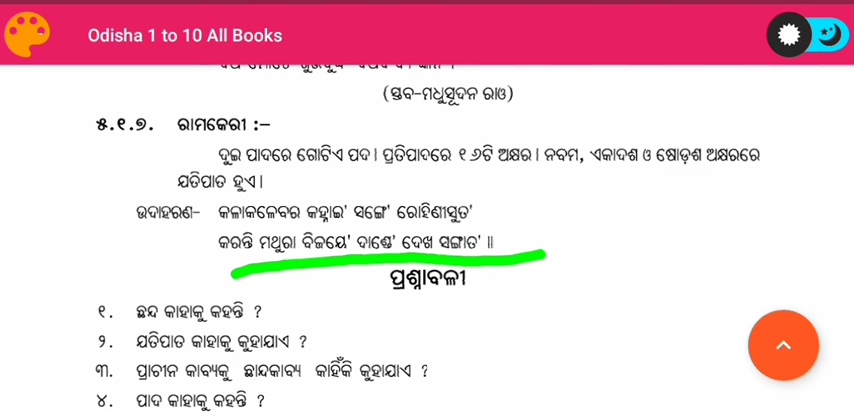 Odisha 1 to 10 All Books
(ସ୍ତବ-ମଧୁସୂଦନ ରାଓ)
୫.୧.୭. ରାମକେରୀ :–
ଦୁଇ ପାଦରେ ଗୋଟିଏ ପଦ। ପ୍ରତିପାଦରେ ୧୬ଟି ଅକ୍ଷର। ନବମ, ଏକାଦଶ ଓ ଷୋଡ଼ଶ ଅକ୍ଷରରେ
ଯତିପାତ ହୁଏ।
ଉଦାହରଣ- କଳାକଳେବର କହ୍ନାଇ' ସଙ୍ଗେ' ରୋହିଣୀସୁତ'
କରନ୍ତି ମଥୁରା ବିଜୟେ' ଦାଣ୍ଡେ' ଦେଖ ସଙ୍ଗାତ' ॥
ପ୍ରଶ୍ନାବଳୀ
୧. ଛନ୍ଦ କାହାକୁ କହନ୍ତି ?
୨. ଯତିପାତ କାହାକୁ କୁହାଯାଏ ?
୩. ପ୍ରାଚୀନ କାବ୍ୟକୁ ଛାନ୍ଦକାବ୍ୟ କାହିଁକି କୁହାଯାଏ ?
୪. ପାଦ କାହାକୁ କହନ୍ତି ?